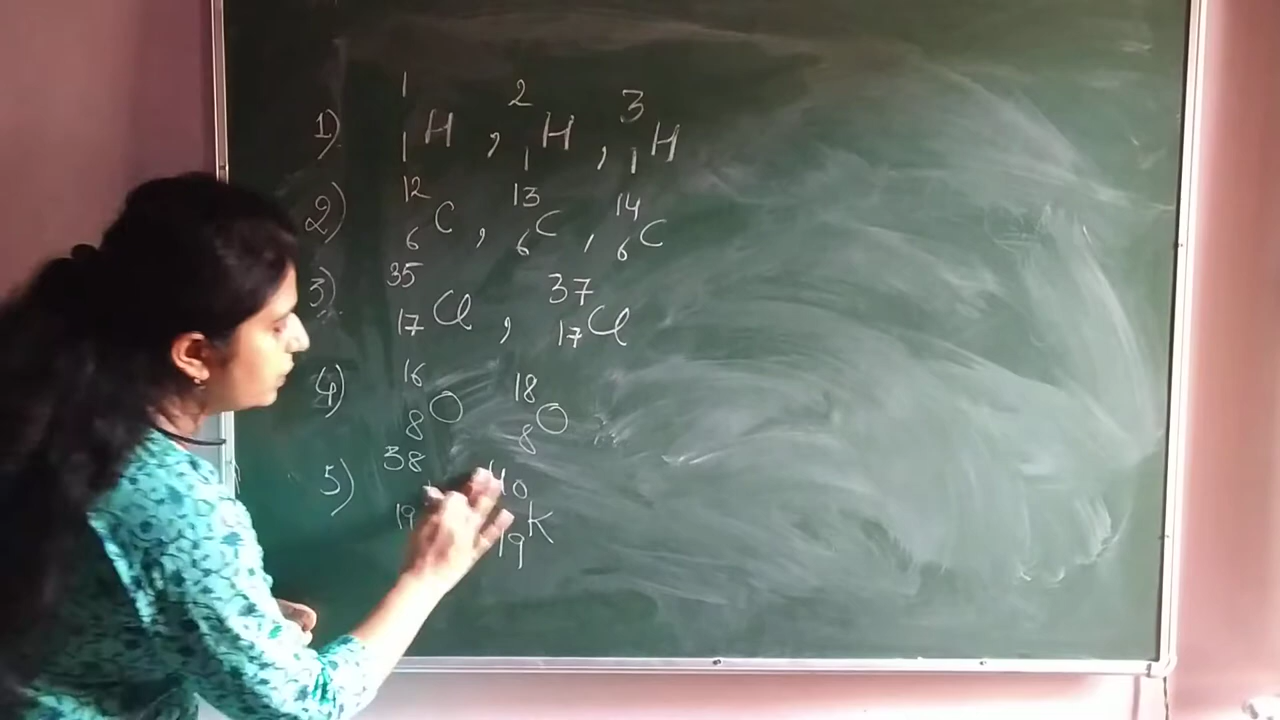 1) ¹₁H , ²₁H , ³₁H
2) ¹²₆C , ¹³₆C , ¹⁴₆C
3) ³⁵₁₇Cl , ³⁷₁₇Cl
4) ¹⁶₈O ¹⁸₈O
5) ³⁸₁₉ ⁴⁰₁₉K